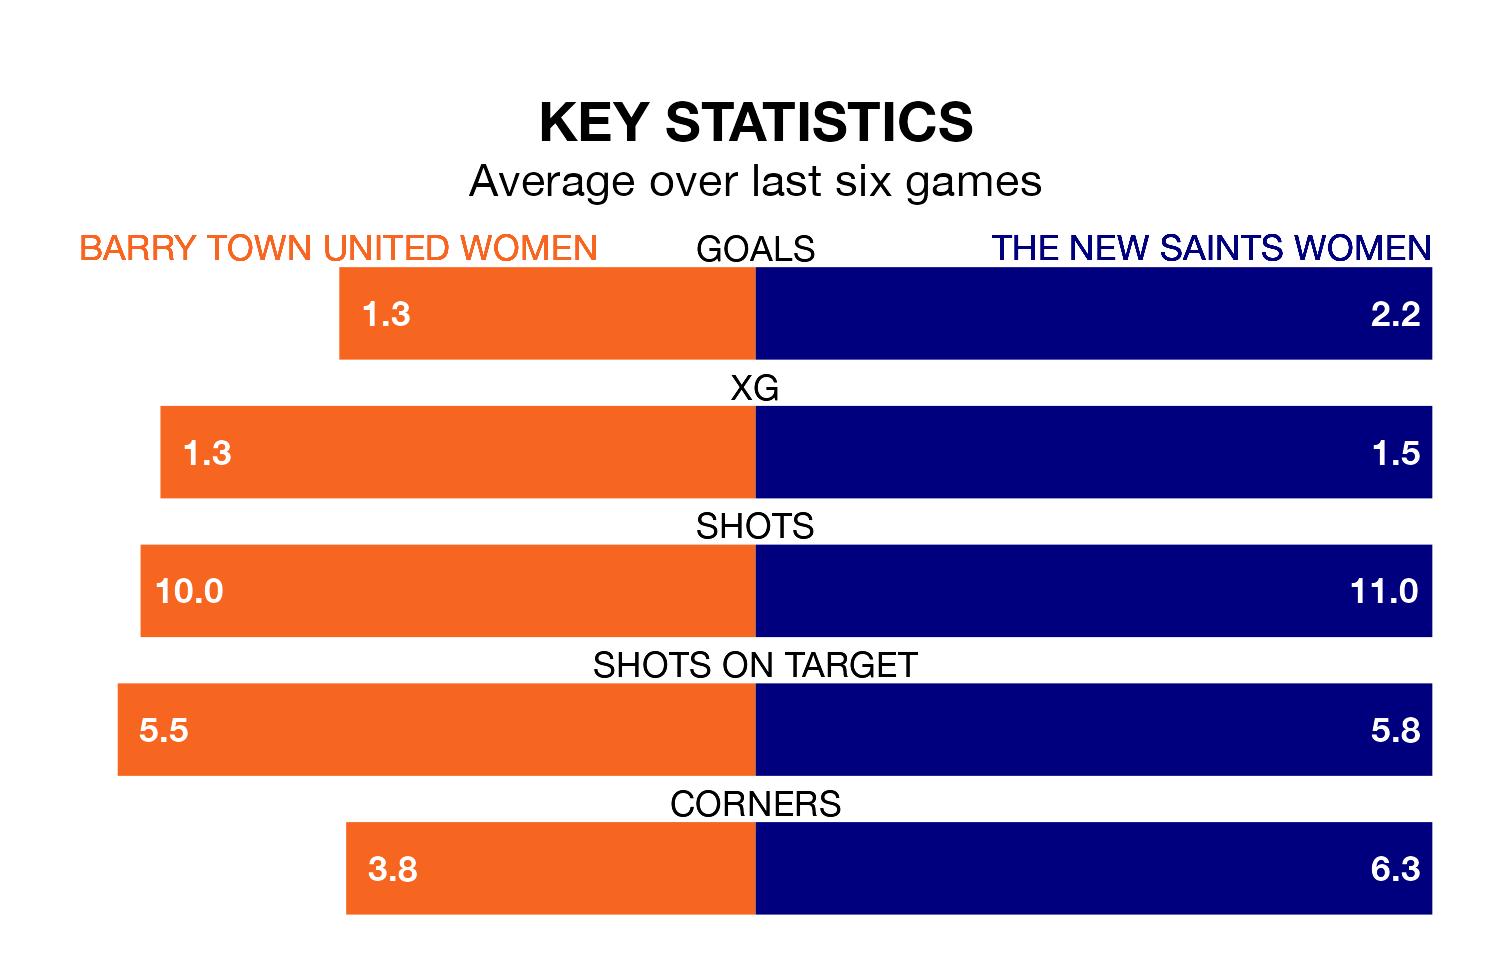 KEY STATISTICS
Average over last six games
BARRY TOWN UNITED WOMEN GOALS THE NEW SAINTS WOMEN
1.3 2.2
XG
1.3 1.5
SHOTS
10.0 11.0
SHOTS ON TARGET
5.5 5.8
CORNERS
3.8 6.3